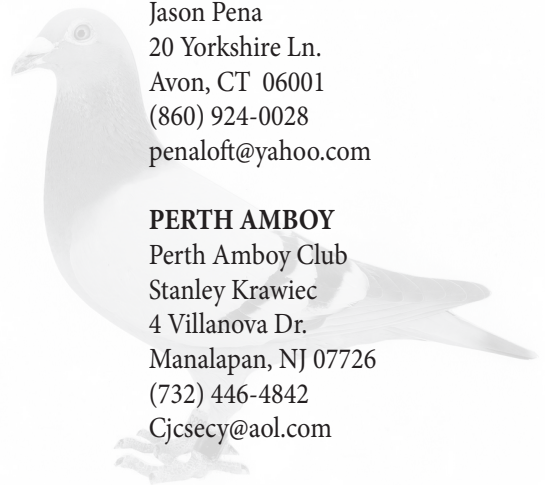 Jason Pena
20 Yorkshire Ln.
Avon, CT  06001
(860) 924-0028
penaloft@yahoo.com
PERTH AMBOY
Perth Amboy Club
Stanley Krawiec
4 Villanova Dr.
Manalapan, NJ 07726
(732) 446-4842
Cjcsecy@aol.com